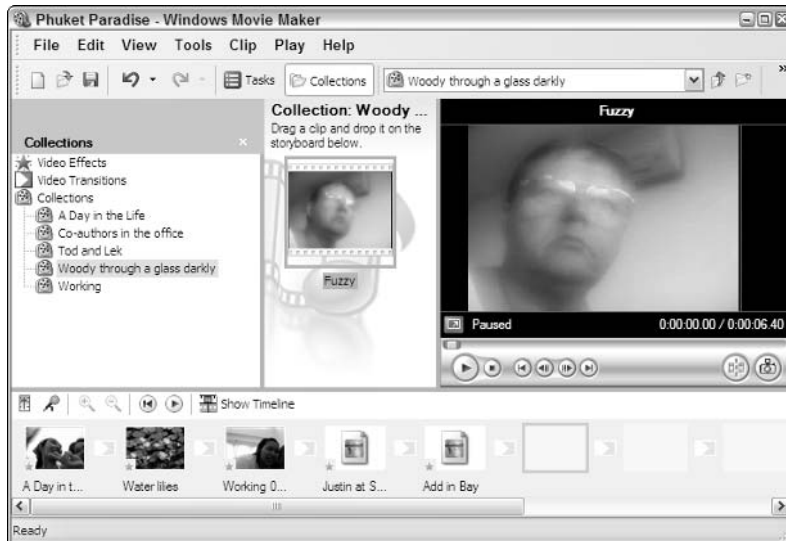 Phuket Paradise - Windows Movie Maker
File Edit View Tools Clip Play Help
Tasks Collections Woody through a glass darkly
»
Collections ×
Video Effects
Video Transitions
Collections
A Day in the Life
Co-authors in the office
Tod and Lek
Woody through a glass darkly
Working
Collection: Woody ...
Drag a clip and drop it on the
storyboard below.
Fuzzy
Fuzzy
Paused 0:00:00.00 / 0:00:06.40
Show Timeline
A Day in t... Water lilies Working 0... Justin at S... Add in Bay
Ready